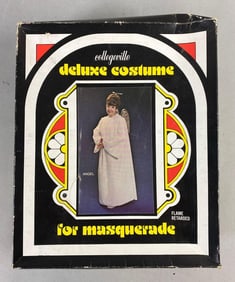 collegeville
deluxe costume
ANGEL
FLAME
RETARDED
for masquerade